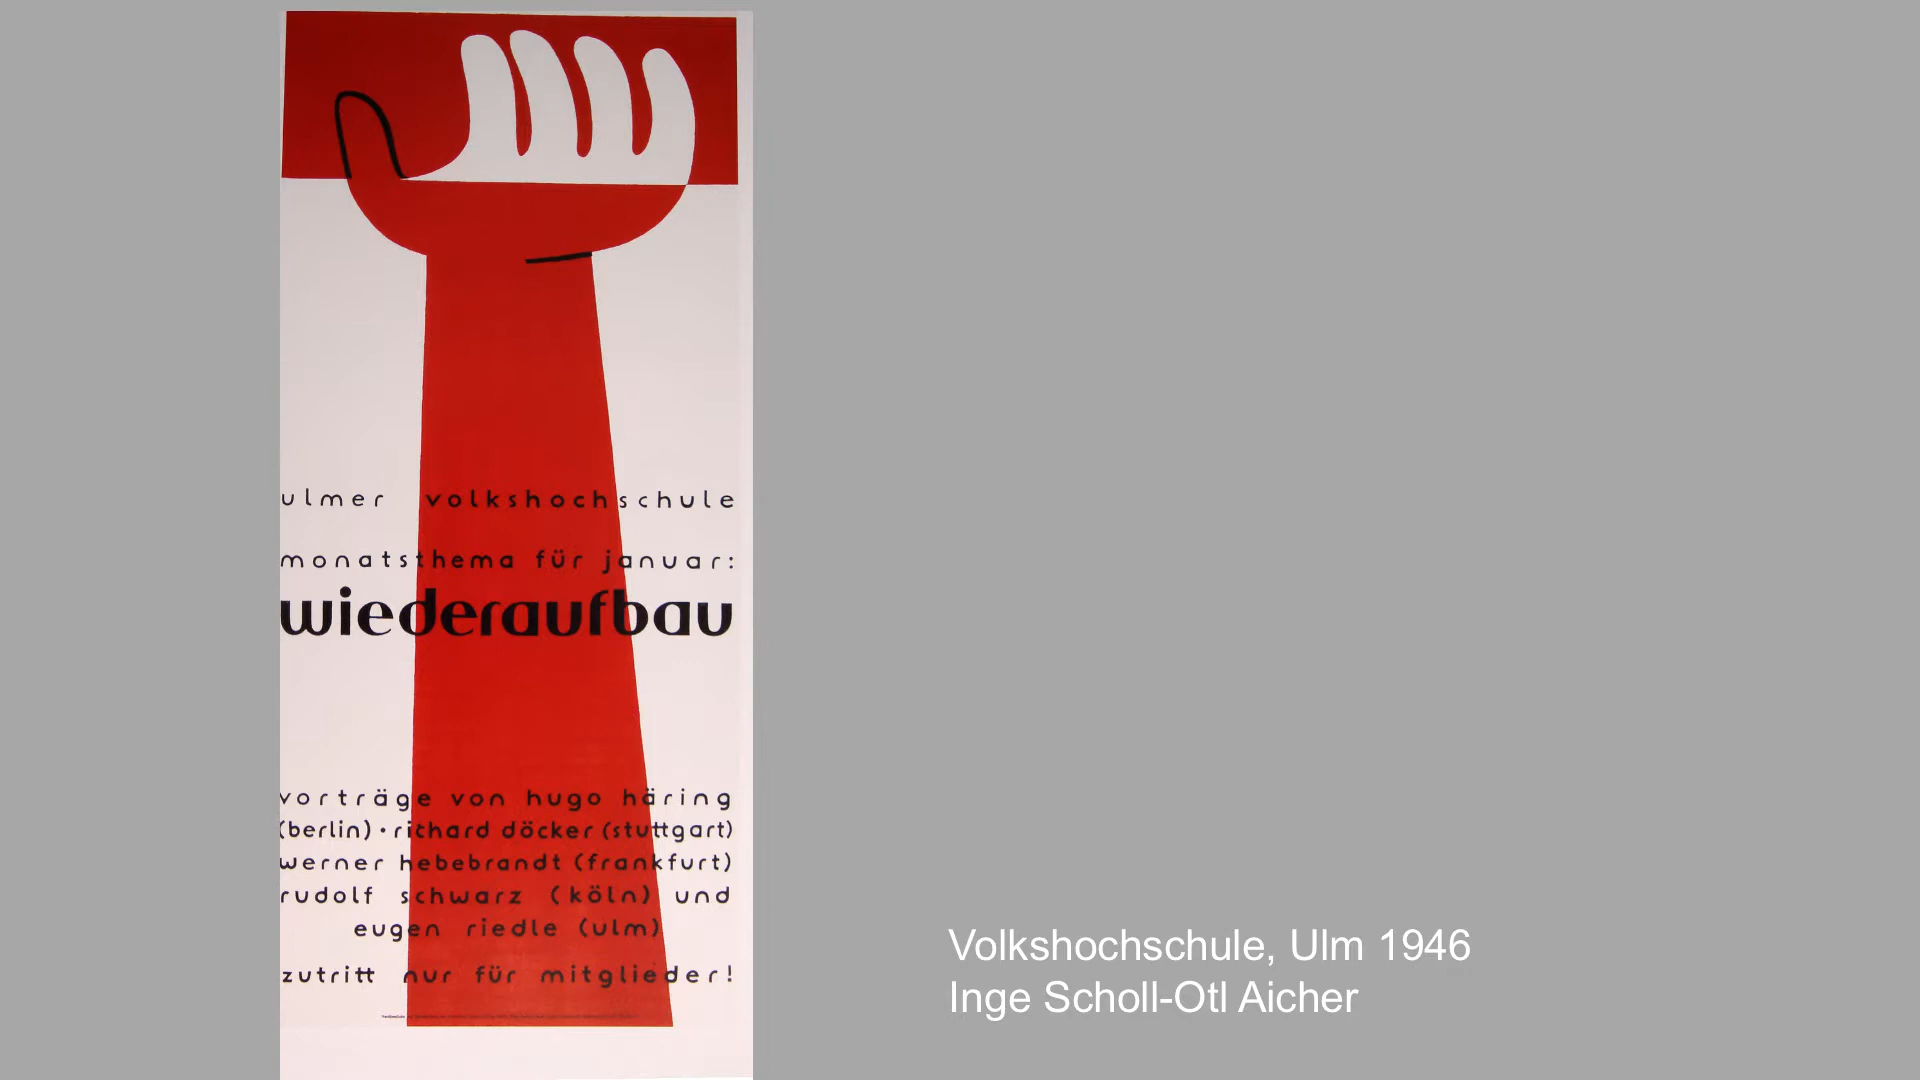 ulmer volkshochschule
monatsthema für januar:
wiederaufbau
vorträge von hugo häring
(berlin) • richard döcker (stuttgart)
werner hebebrandt (frankfurt)
rudolf schwarz (köln) und
eugen riedle (ulm)
zutritt nur für mitglieder!
Volkshochschule, Ulm 1946
Inge Scholl-Otl Aicher